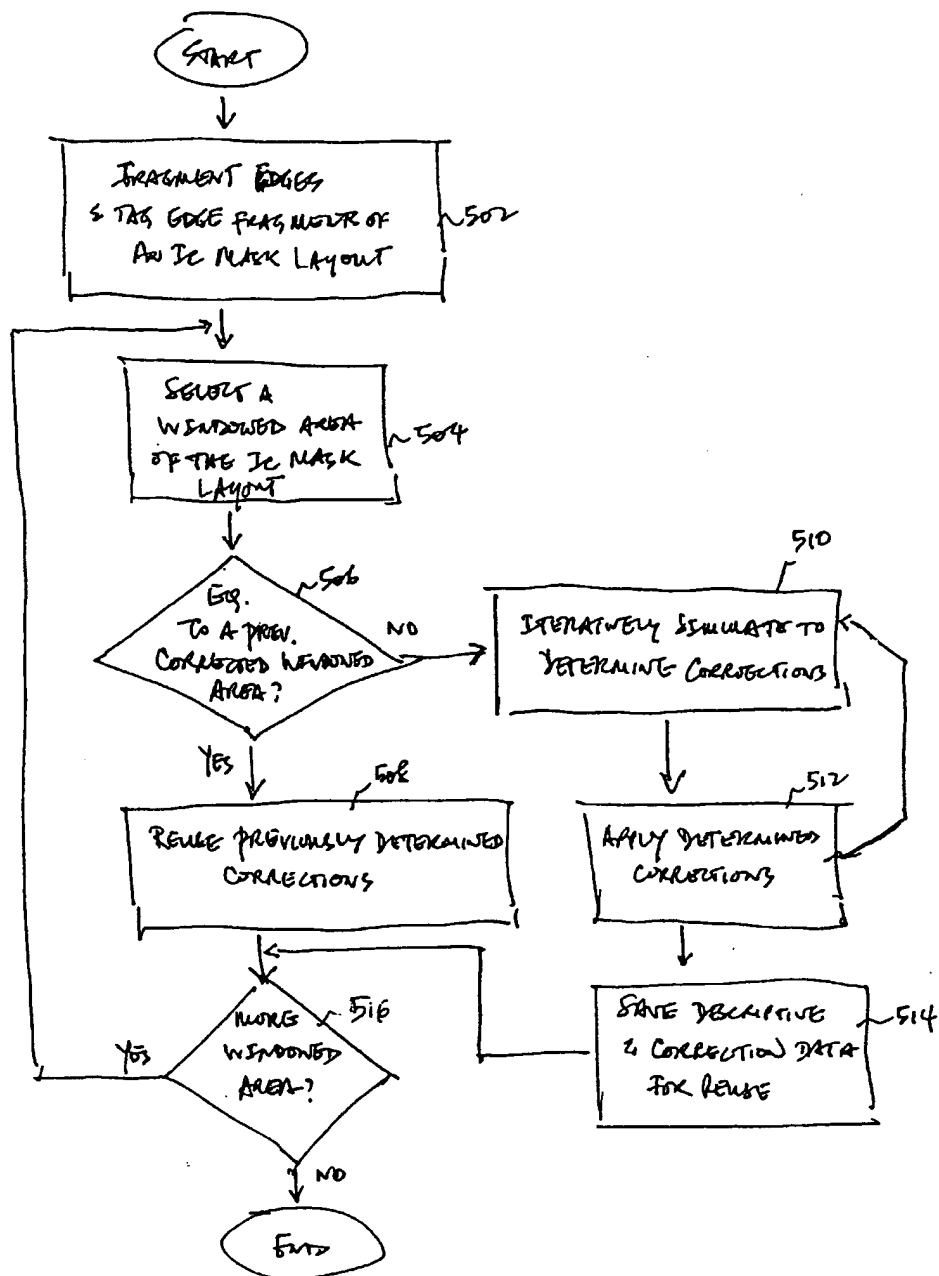 START
FRAGMENT EDGES
& TAG EDGE FRAGMENTS OF
AN IC MASK LAYOUT
502
SELECT A
WINDOWED AREA
OF THE IC MASK
LAYOUT
504
EQ.
TO A PREV.
CORRECTED WINDOWED
AREA?
506
NO
YES
510
ITERATIVELY SIMULATE TO
DETERMINE CORRECTIONS
508
REUSE PREVIOUSLY DETERMINED
CORRECTIONS
512
APPLY DETERMINED
CORRECTIONS
MORE
WINDOWED
AREA?
516
YES
NO
SAVE DESCRIPTIVE
& CORRECTION DATA
FOR REUSE
514
END